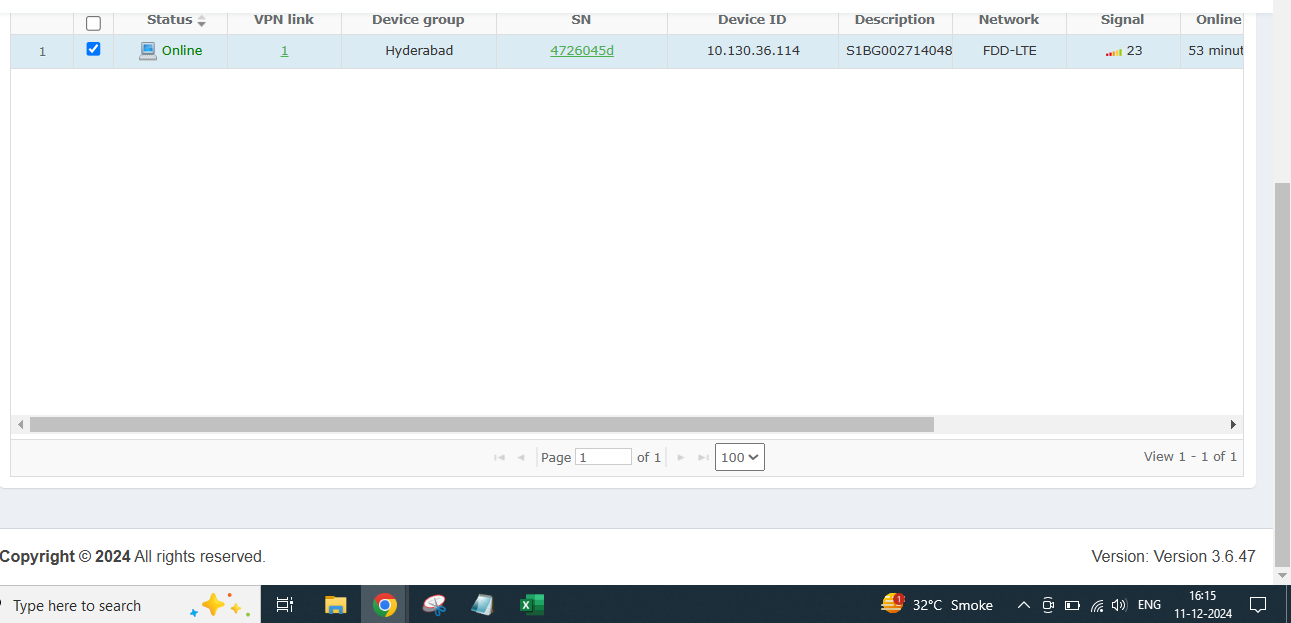 Status VPN link Device group SN Device ID Description Network Signal Online
1 Online 1 Hyderabad 4726045d 10.130.36.114 S1BG002714048 FDD-LTE 23 53 minut
Page 1 of 1 100 View 1 - 1 of 1
Copyright © 2024 All rights reserved. Version: Version 3.6.47
Type here to search 1 32°C Smoke ENG 16:15
11-12-2024